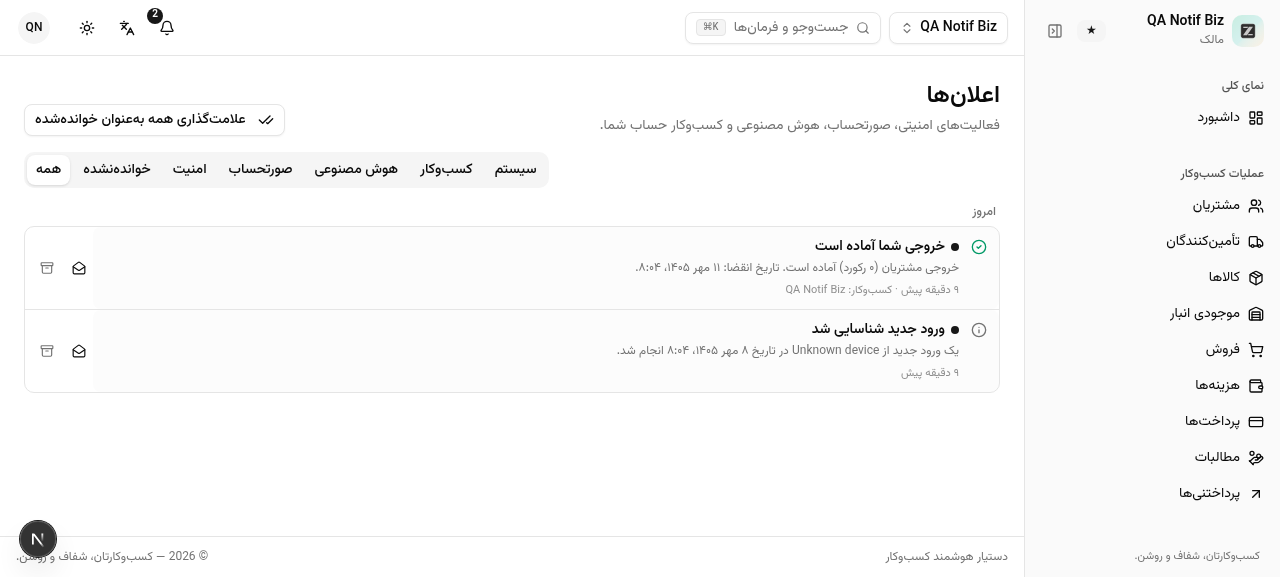 QA Notif Biz
مالک
★
نمای کلی
داشبورد
عملیات کسب‌وکار
مشتریان
تأمین‌کنندگان
کالاها
موجودی انبار
فروش
هزینه‌ها
پرداخت‌ها
مطالبات
پرداختنی‌ها
کسب‌وکارتان، شفاف و روشن.
QA Notif Biz
جست‌وجو و فرمان‌ها ⌘K
2
QN
اعلان‌ها
فعالیت‌های امنیتی، صورتحساب، هوش مصنوعی و کسب‌وکار حساب شما.
علامت‌گذاری همه به‌عنوان خوانده‌شده
سیستم کسب‌وکار هوش مصنوعی صورتحساب امنیت خوانده‌نشده همه
امروز
خروجی شما آماده است
خروجی مشتریان (۰ رکورد) آماده است. تاریخ انقضا: ۱۱ مهر ۱۴۰۵، ۸:۰۴.
۹ دقیقه پیش · کسب‌وکار: QA Notif Biz
ورود جدید شناسایی شد
یک ورود جدید از Unknown device در تاریخ ۸ مهر ۱۴۰۵، ۸:۰۴ انجام شد.
۹ دقیقه پیش
دستیار هوشمند کسب‌وکار
© 2026 — کسب‌وکارتان، شفاف و روشن.
N